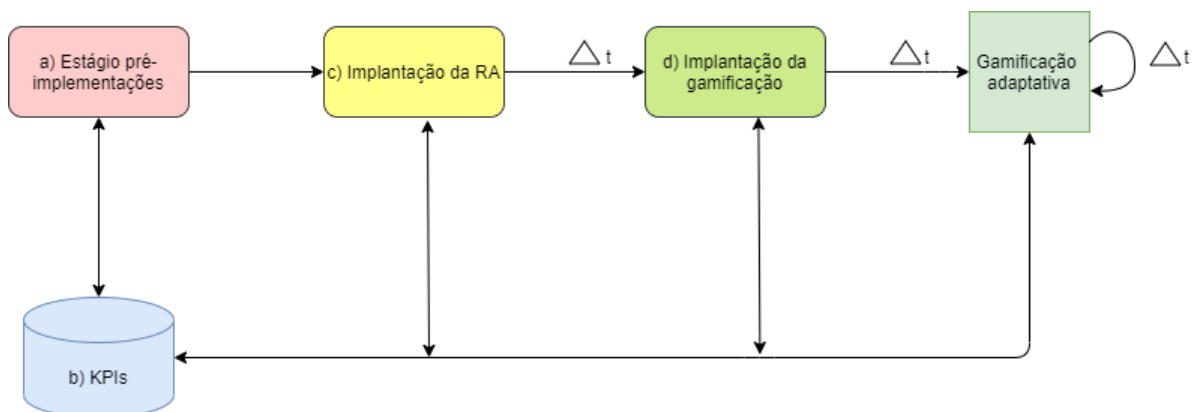 a) Estágio pré-
implementações
c) Implantação da RA
△ t
d) Implantação da
gamificação
△ t
Gamificação
adaptativa
△ t
b) KPIs